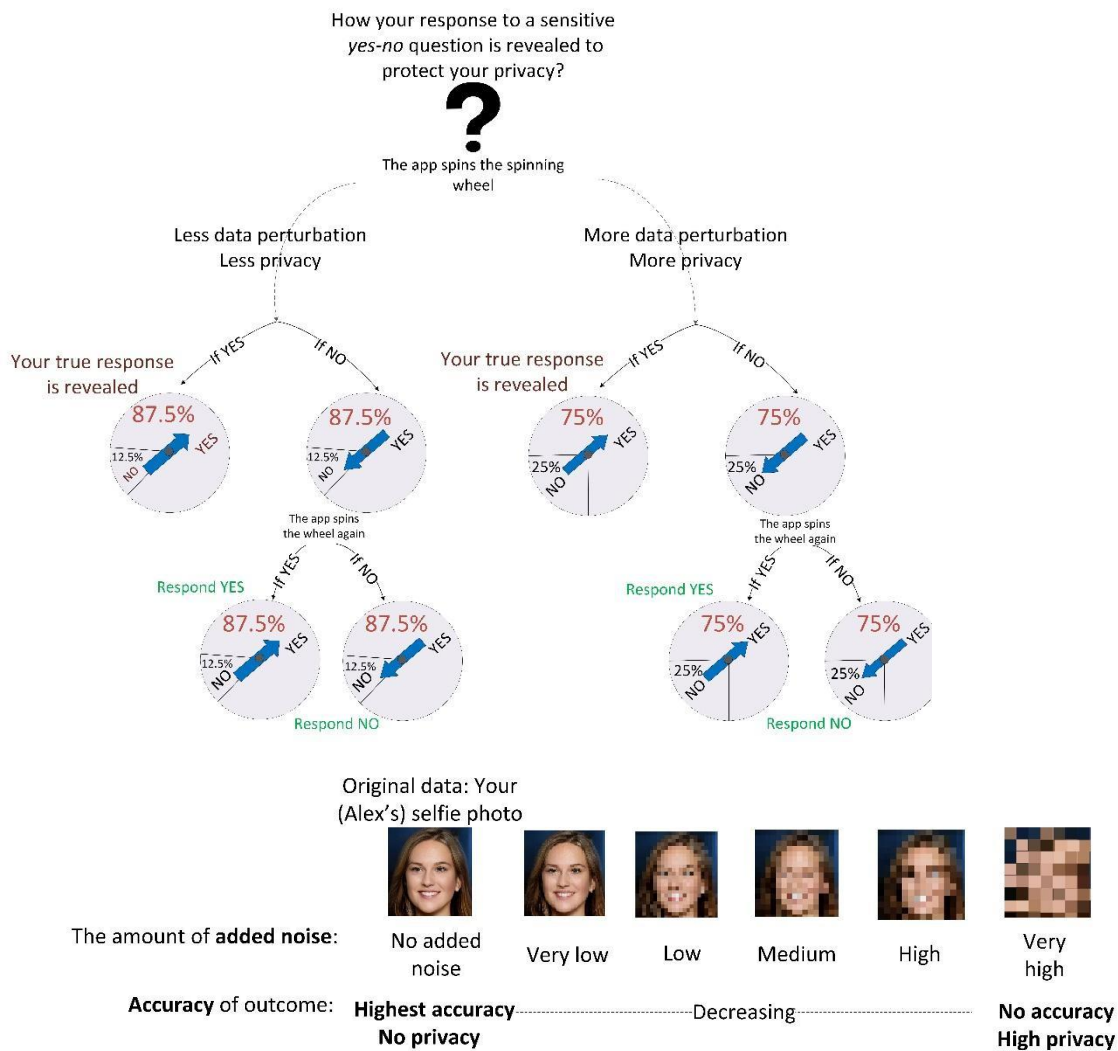 How your response to a sensitive
yes-no question is revealed to
protect your privacy?
?
The app spins the spinning
wheel
Less data perturbation
Less privacy
More data perturbation
More privacy
If YES
If NO
If YES
If NO
Your true response
is revealed
Your true response
is revealed
87.5%
YES
12.5%
NO
87.5%
YES
12.5%
NO
75%
YES
25%
NO
75%
YES
25%
NO
The app spins
the wheel again
The app spins
the wheel again
If YES
If NO
If YES
If NO
Respond YES
Respond YES
87.5%
YES
12.5%
NO
87.5%
YES
12.5%
NO
75%
YES
25%
NO
75%
YES
25%
NO
Respond NO
Respond NO
Original data: Your
(Alex's) selfie photo
The amount of added noise:
No added
noise
Very low
Low
Medium
High
Very
high
Accuracy of outcome:
Highest accuracy
No privacy
Decreasing
No accuracy
High privacy